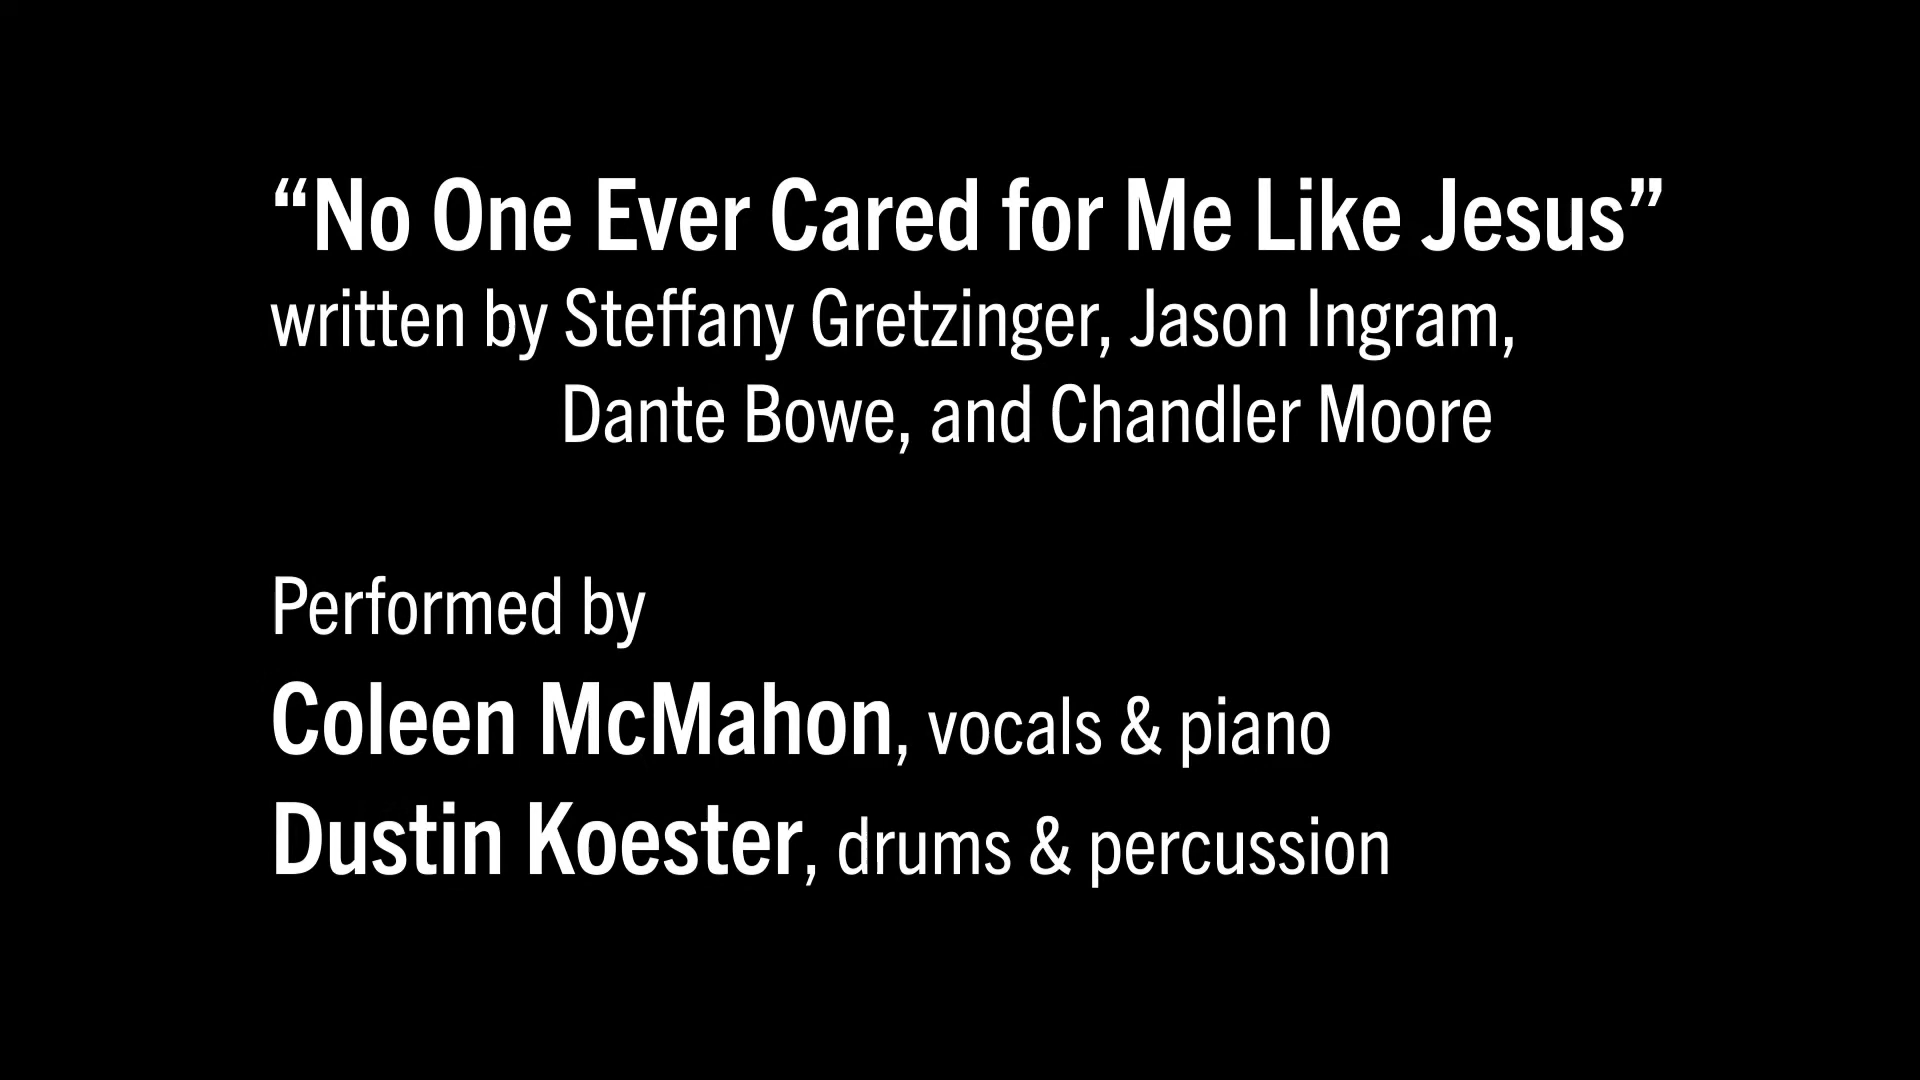 “No One Ever Cared for Me Like Jesus”
written by Steffany Gretzinger, Jason Ingram,
Dante Bowe, and Chandler Moore
Performed by
Coleen McMahon, vocals & piano
Dustin Koester, drums & percussion